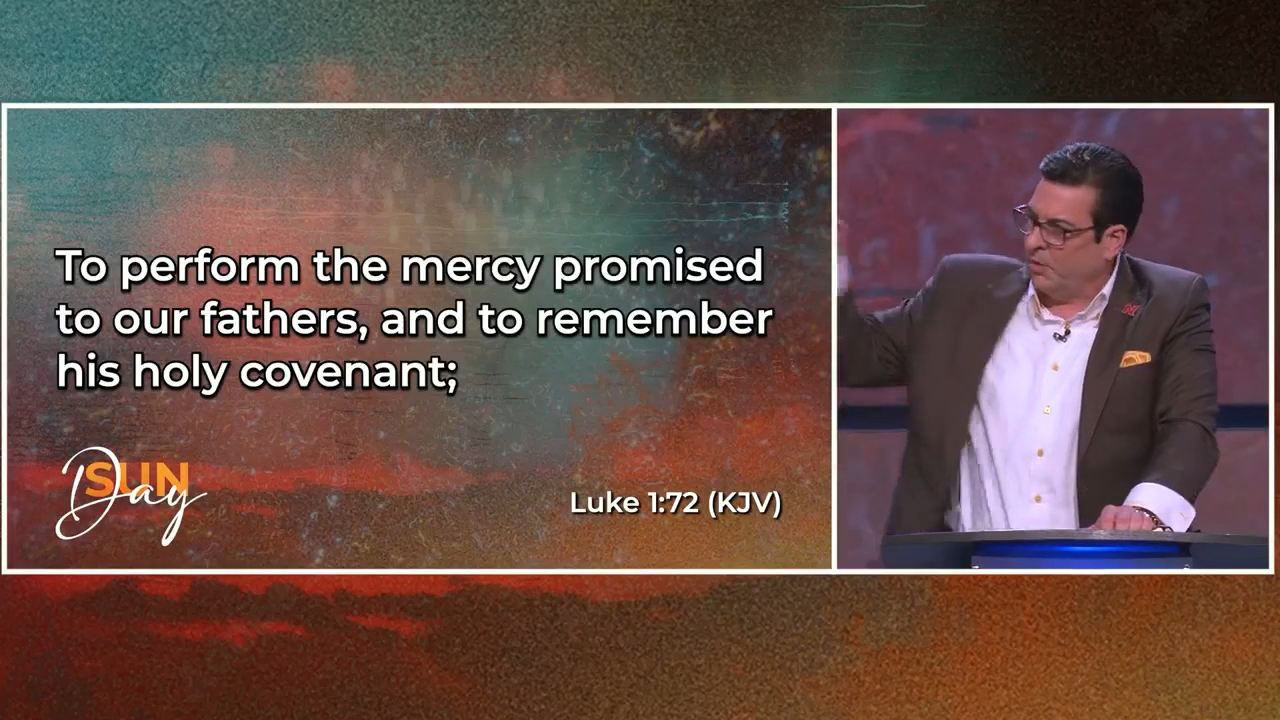 To perform the mercy promised
to our fathers, and to remember
his holy covenant;
SUN
Day
Luke 1:72 (KJV)